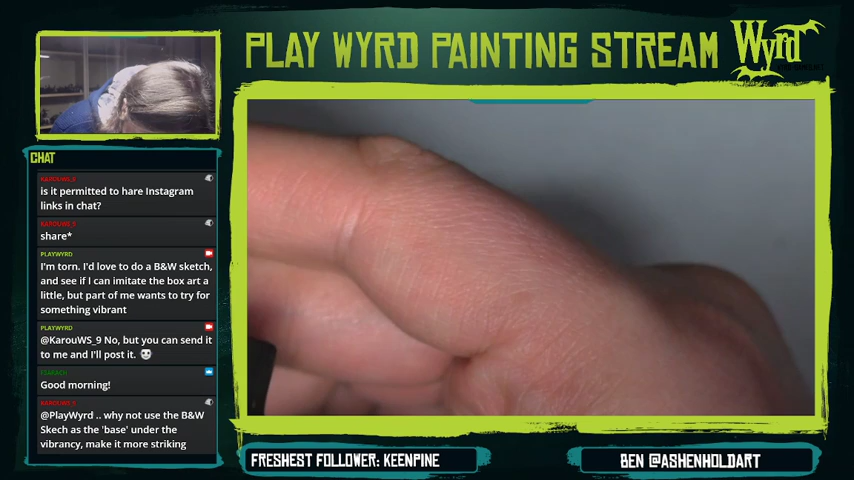 PLAY WYRD PAINTING STREAM
Wyrd
CHAT
KAROUWS_9
is it permitted to hare Instagram
links in chat?
KAROUWS_9
share*
PLAYWYRD
I'm torn. I'd love to do a B&W sketch,
and see if I can imitate the box art a
little, but part of me wants to try for
something vibrant
PLAYWYRD
@KarouWS_9 No, but you can send it
to me and I'll post it.
Good morning!
KAROUWS_9
@PlayWyrd .. why not use the B&W
Skech as the 'base' under the
vibrancy, make it more striking
FRESHEST FOLLOWER: KEENPINE
BEN @ASHENHOLDART